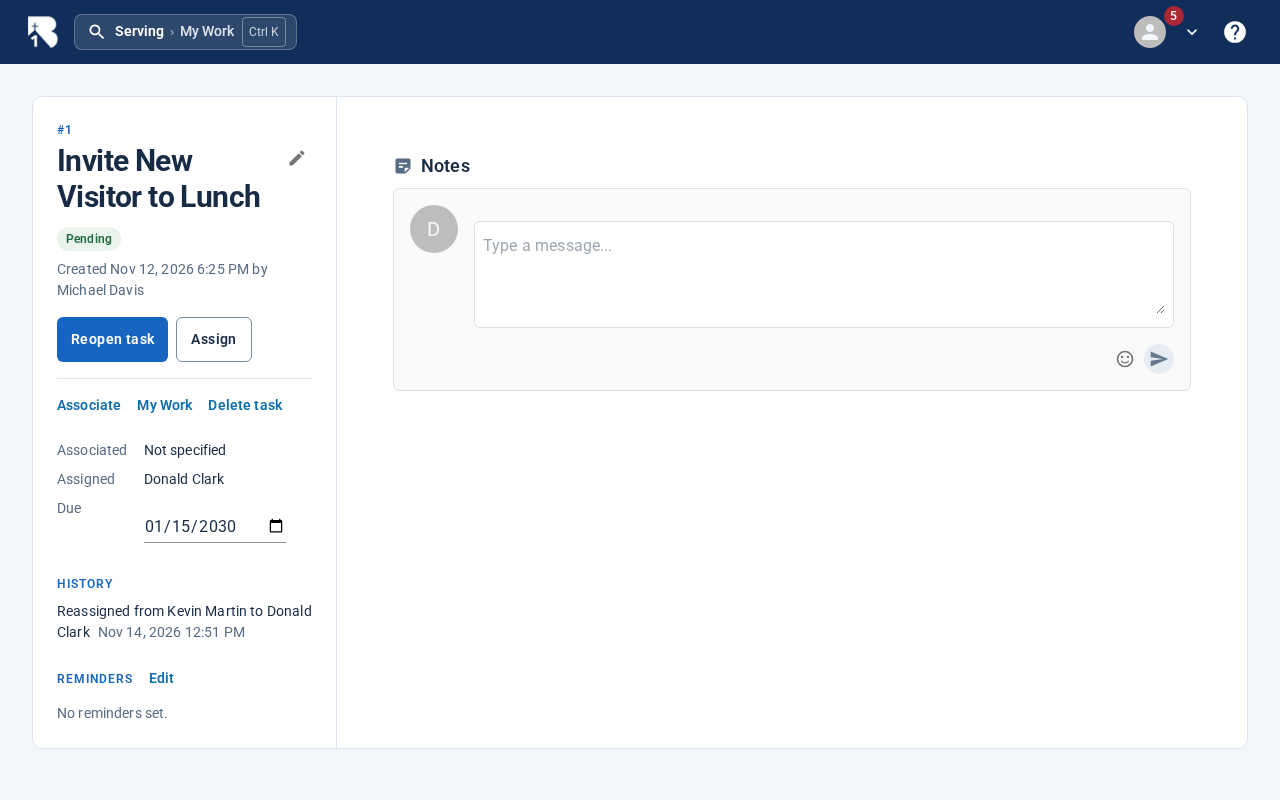 Serving › My Work Ctrl K
5
#1
Invite New
Visitor to Lunch
Pending
Created Nov 12, 2026 6:25 PM by
Michael Davis
Reopen task
Assign
Associate My Work Delete task
Associated Not specified
Assigned Donald Clark
Due
01/15/2030
HISTORY
Reassigned from Kevin Martin to Donald
Clark Nov 14, 2026 12:51 PM
REMINDERS Edit
No reminders set.
Notes
D
Type a message...